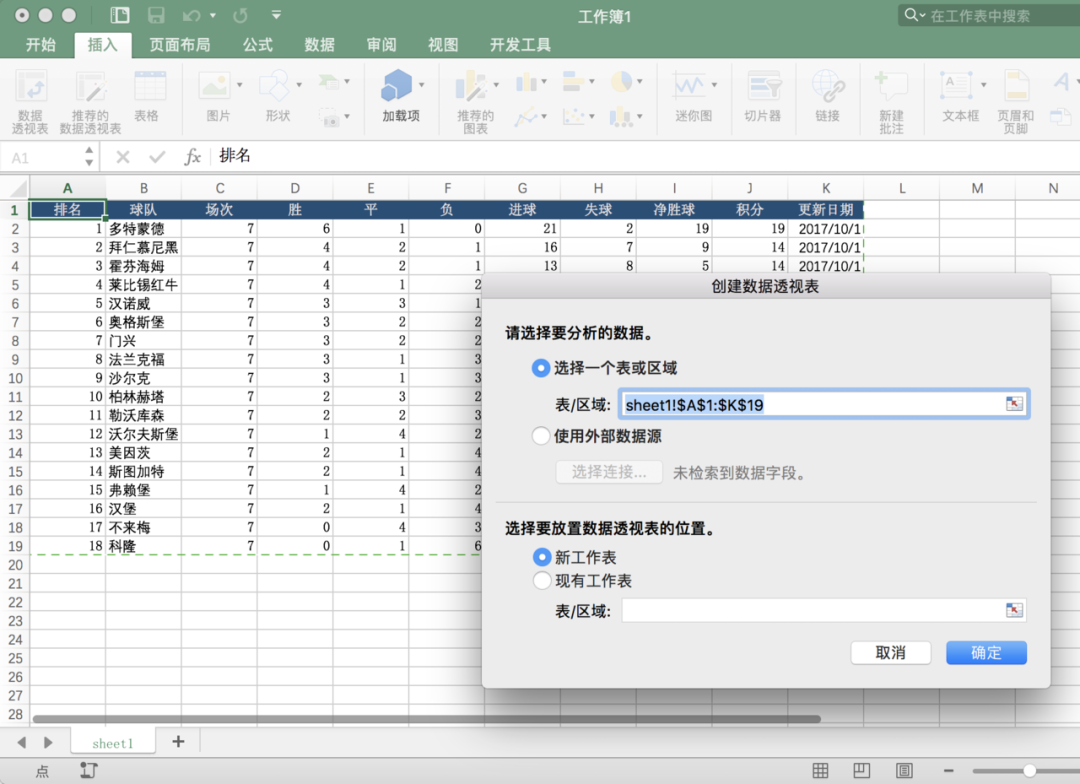 工作簿1
在工作表中搜索
开始 插入 页面布局 公式 数据 审阅 视图 开发工具
数据透视表 推荐的数据透视表 表格 图片 形状 加载项 推荐的图表 迷你图 切片器 链接 新建批注 文本框 页眉和页脚
A1 fx 排名
A B C D E F G H I J K L M N
1 排名 球队 场次 胜 平 负 进球 失球 净胜球 积分 更新日期
2 1 多特蒙德 7 6 1 0 21 2 19 19 2017/10/1
3 2 拜仁慕尼黑 7 4 2 1 16 7 9 14 2017/10/1
4 3 霍芬海姆 7 4 2 1 13 8 5 14 2017/10/1
5 4 莱比锡红牛 7 4 1 2
6 5 汉诺威 7 3 3 1
7 6 奥格斯堡 7 3 2 2
8 7 门兴 7 3 2 2
9 8 法兰克福 7 3 1 3
10 9 沙尔克 7 3 1 3
11 10 柏林赫塔 7 2 3 2
12 11 勒沃库森 7 2 2 3
13 12 沃尔夫斯堡 7 1 4 2
14 13 美因茨 7 2 1 4
15 14 斯图加特 7 2 1 4
16 15 弗赖堡 7 1 4 2
17 16 汉堡 7 2 1 4
18 17 不来梅 7 0 4 3
19 18 科隆 7 0 1 6
20
21
22
23
24
25
26
27
28
创建数据透视表
请选择要分析的数据。
选择一个表或区域
表/区域: sheet1!$A$1:$K$19
使用外部数据源
选择连接... 未检索到数据字段。
选择要放置数据透视表的位置。
新工作表
现有工作表
表/区域:
取消 确定
sheet1
点